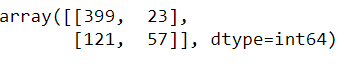 array([[399,  23],
       [121,  57]], dtype=int64)